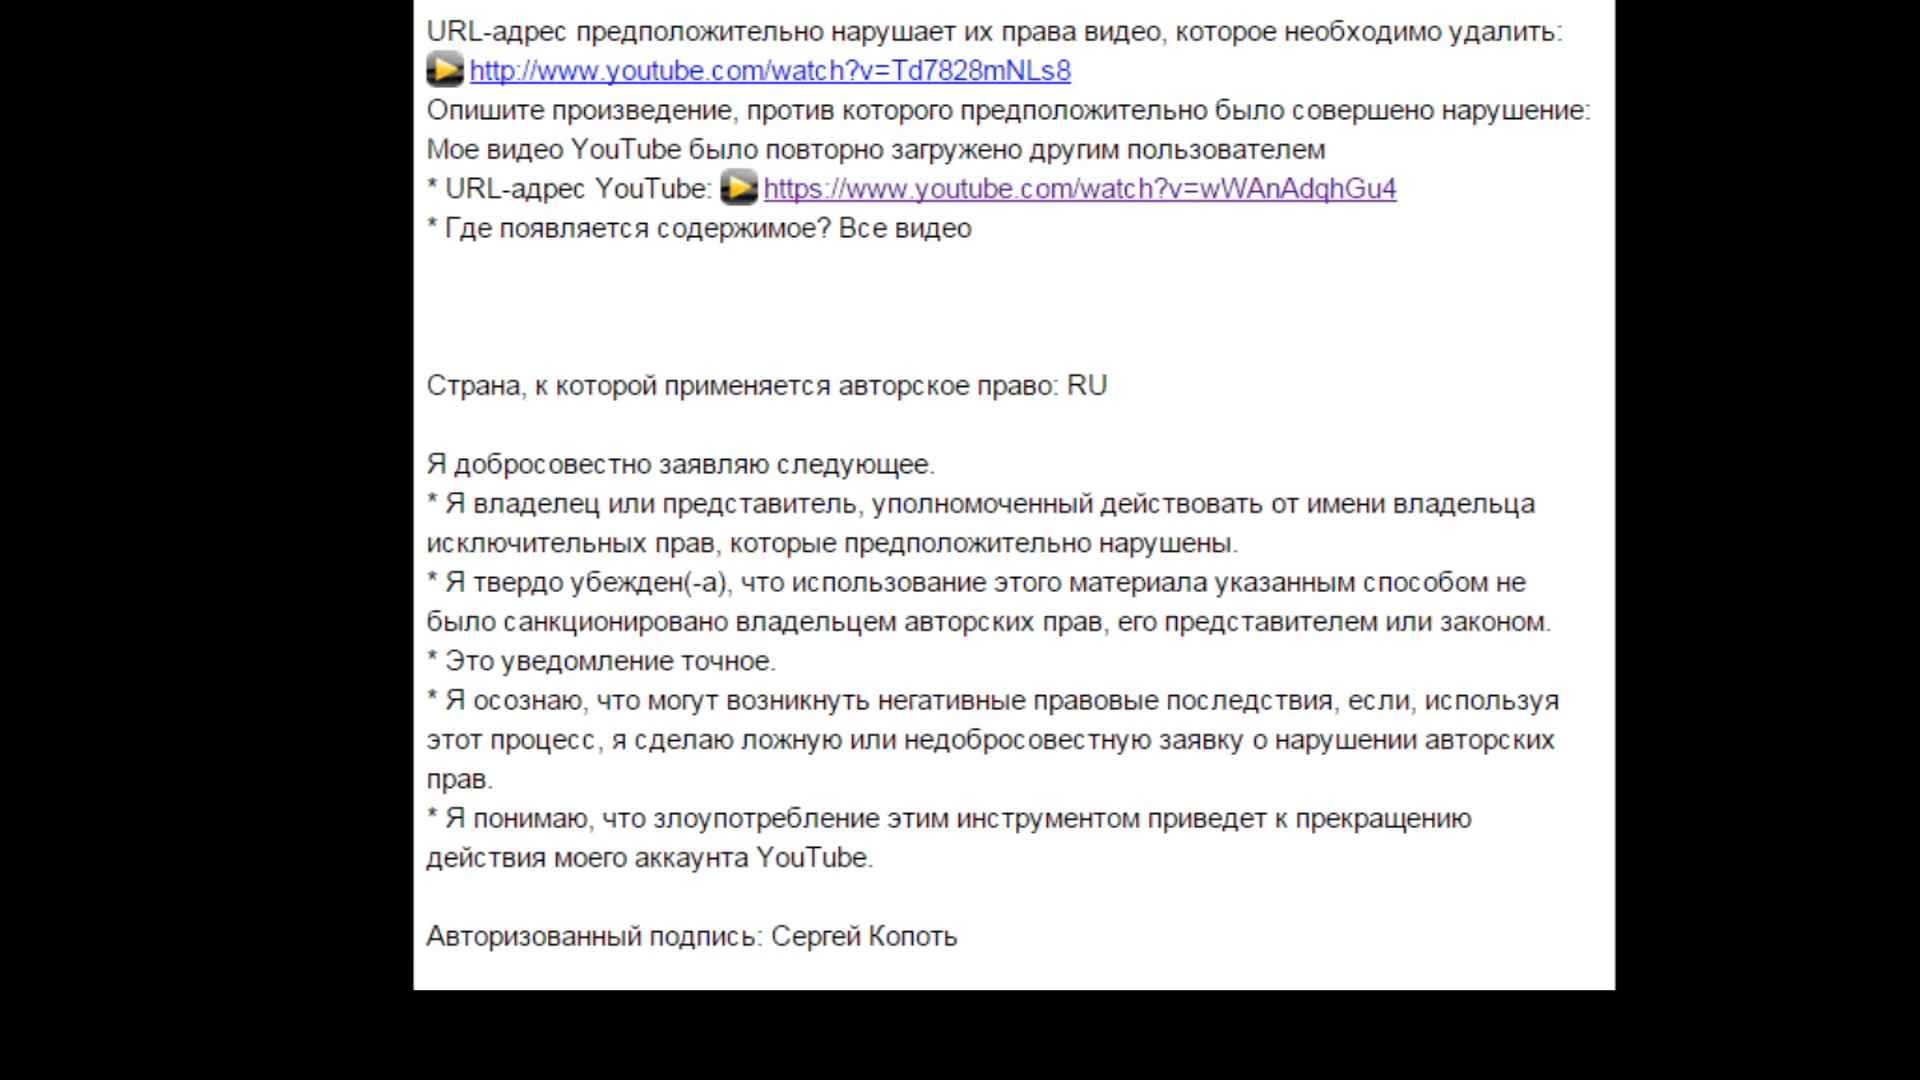 URL-адрес предположительно нарушает их права видео, которое необходимо удалить:
http://www.youtube.com/watch?v=Td7828mNLs8
Опишите произведение, против которого предположительно было совершено нарушение:
Мое видео YouTube было повторно загружено другим пользователем
* URL-адрес YouTube: https://www.youtube.com/watch?v=wWAnAdqhGu4
* Где появляется содержимое? Все видео
Страна, к которой применяется авторское право: RU
Я добросовестно заявляю следующее.
* Я владелец или представитель, уполномоченный действовать от имени владельца
исключительных прав, которые предположительно нарушены.
* Я твердо убежден(-а), что использование этого материала указанным способом не
было санкционировано владельцем авторских прав, его представителем или законом.
* Это уведомление точное.
* Я осознаю, что могут возникнуть негативные правовые последствия, если, используя
этот процесс, я сделаю ложную или недобросовестную заявку о нарушении авторских
прав.
* Я понимаю, что злоупотребление этим инструментом приведет к прекращению
действия моего аккаунта YouTube.
Авторизованный подпись: Сергей Копоть